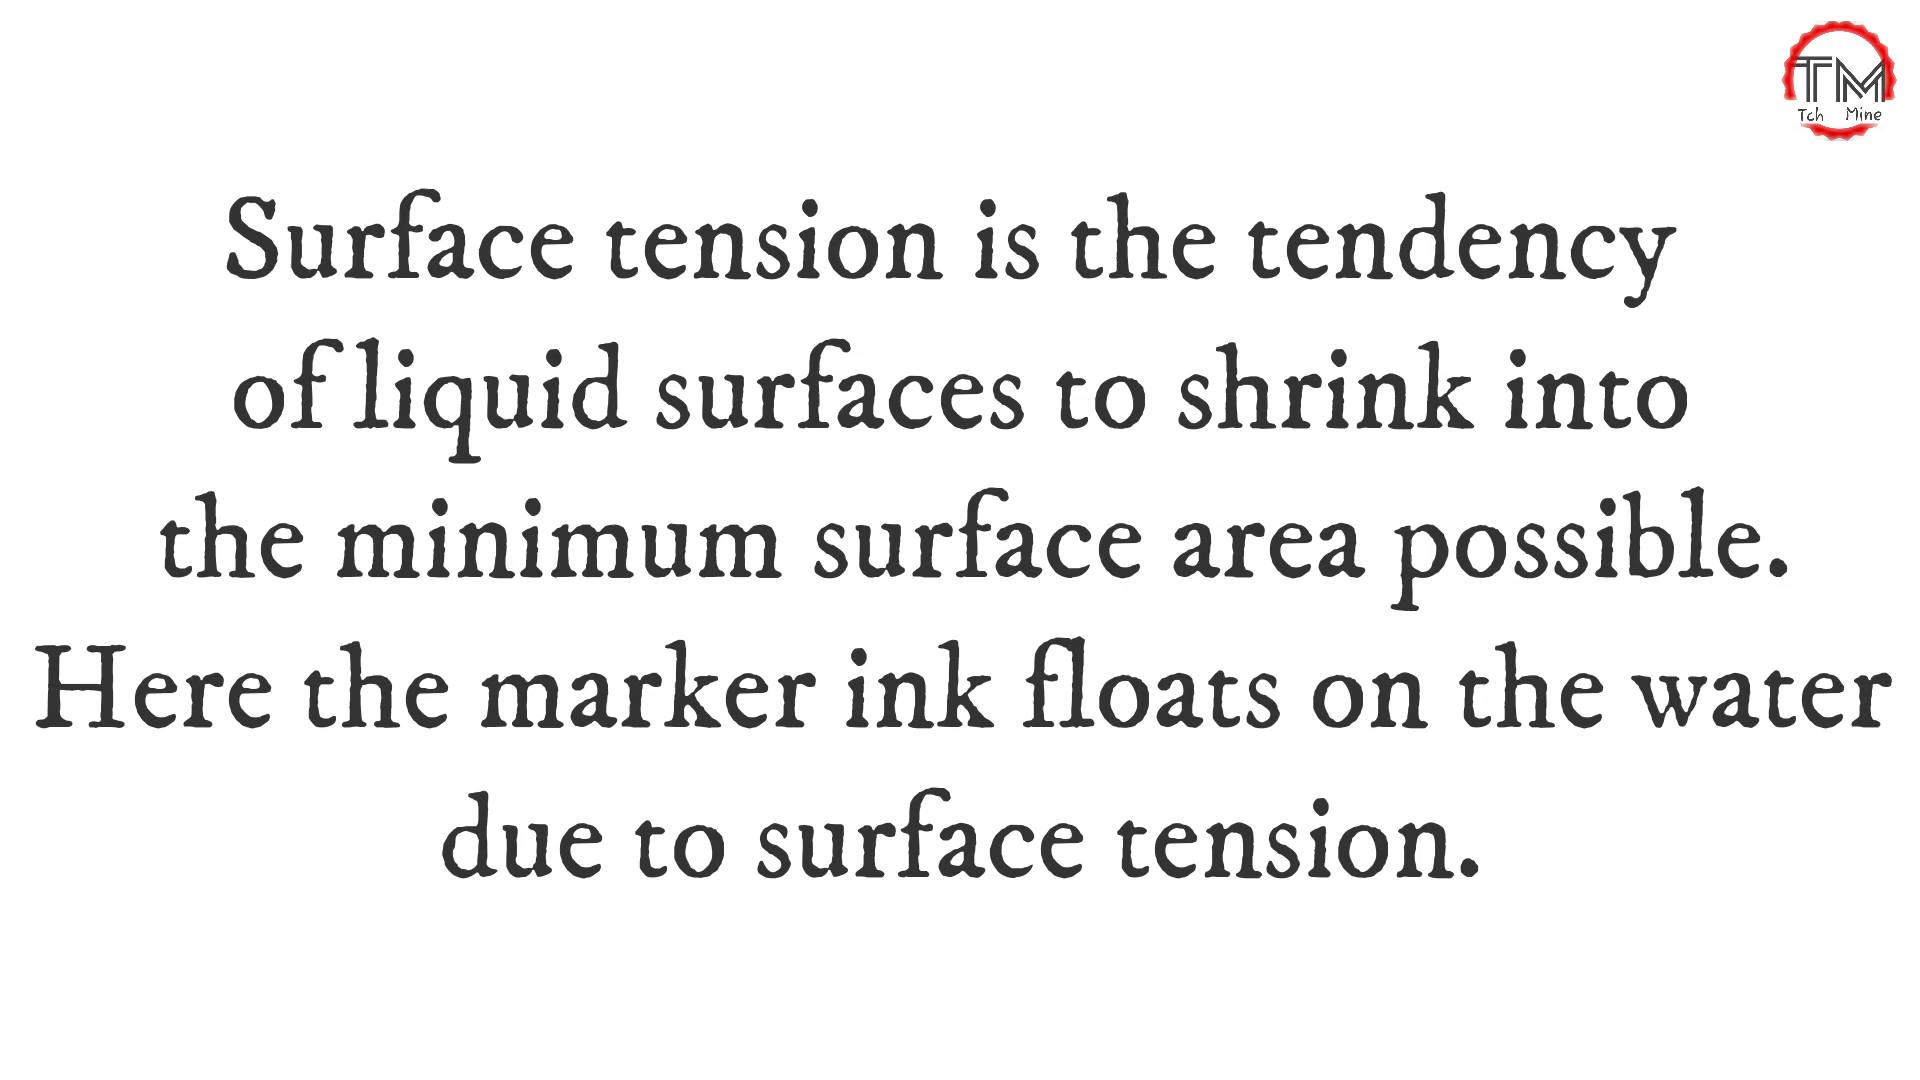 TM
Tch Mine
Surface tension is the tendency
of liquid surfaces to shrink into
the minimum surface area possible.
Here the marker ink floats on the water
due to surface tension.